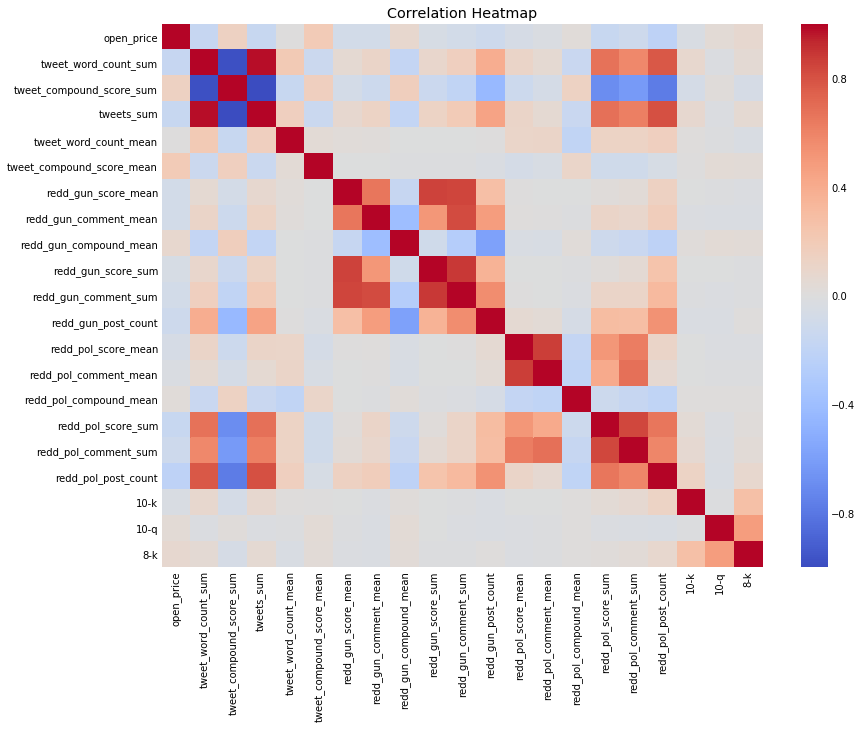 Correlation Heatmap
open_price
tweet_word_count_sum
tweet_compound_score_sum
tweets_sum
tweet_word_count_mean
tweet_compound_score_mean
redd_gun_score_mean
redd_gun_comment_mean
redd_gun_compound_mean
redd_gun_score_sum
redd_gun_comment_sum
redd_gun_post_count
redd_pol_score_mean
redd_pol_comment_mean
redd_pol_compound_mean
redd_pol_score_sum
redd_pol_comment_sum
redd_pol_post_count
10-k
10-q
8-k
open_price
tweet_word_count_sum
tweet_compound_score_sum
tweets_sum
tweet_word_count_mean
tweet_compound_score_mean
redd_gun_score_mean
redd_gun_comment_mean
redd_gun_compound_mean
redd_gun_score_sum
redd_gun_comment_sum
redd_gun_post_count
redd_pol_score_mean
redd_pol_comment_mean
redd_pol_compound_mean
redd_pol_score_sum
redd_pol_comment_sum
redd_pol_post_count
10-k
10-q
8-k
0.8
0.4
0.0
−0.4
−0.8